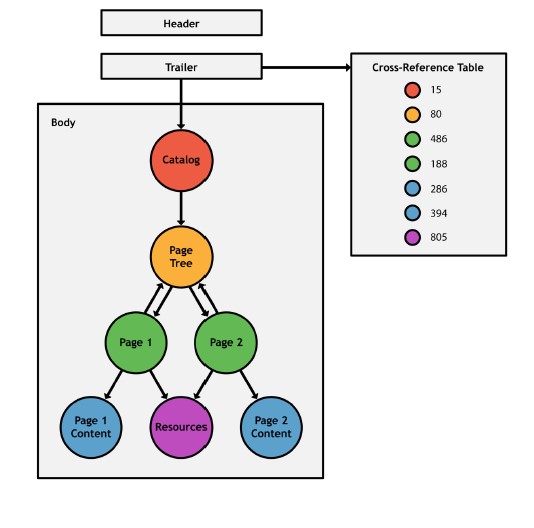 Header
Trailer
Cross-Reference Table
15
80
486
188
286
394
805
Body
Catalog
Page
Tree
Page 1
Page 2
Page 1
Content
Resources
Page 2
Content